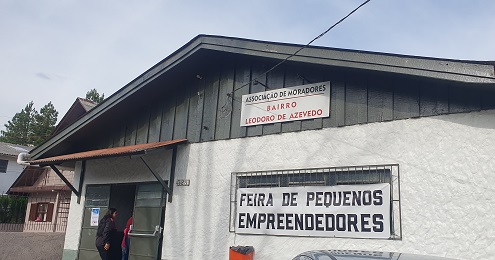 ASSOCIAÇÃO DE MORADORES
BAIRRO
LEODORO DE AZEVEDO
FEIRA DE PEQUENOS
EMPREENDEDORES